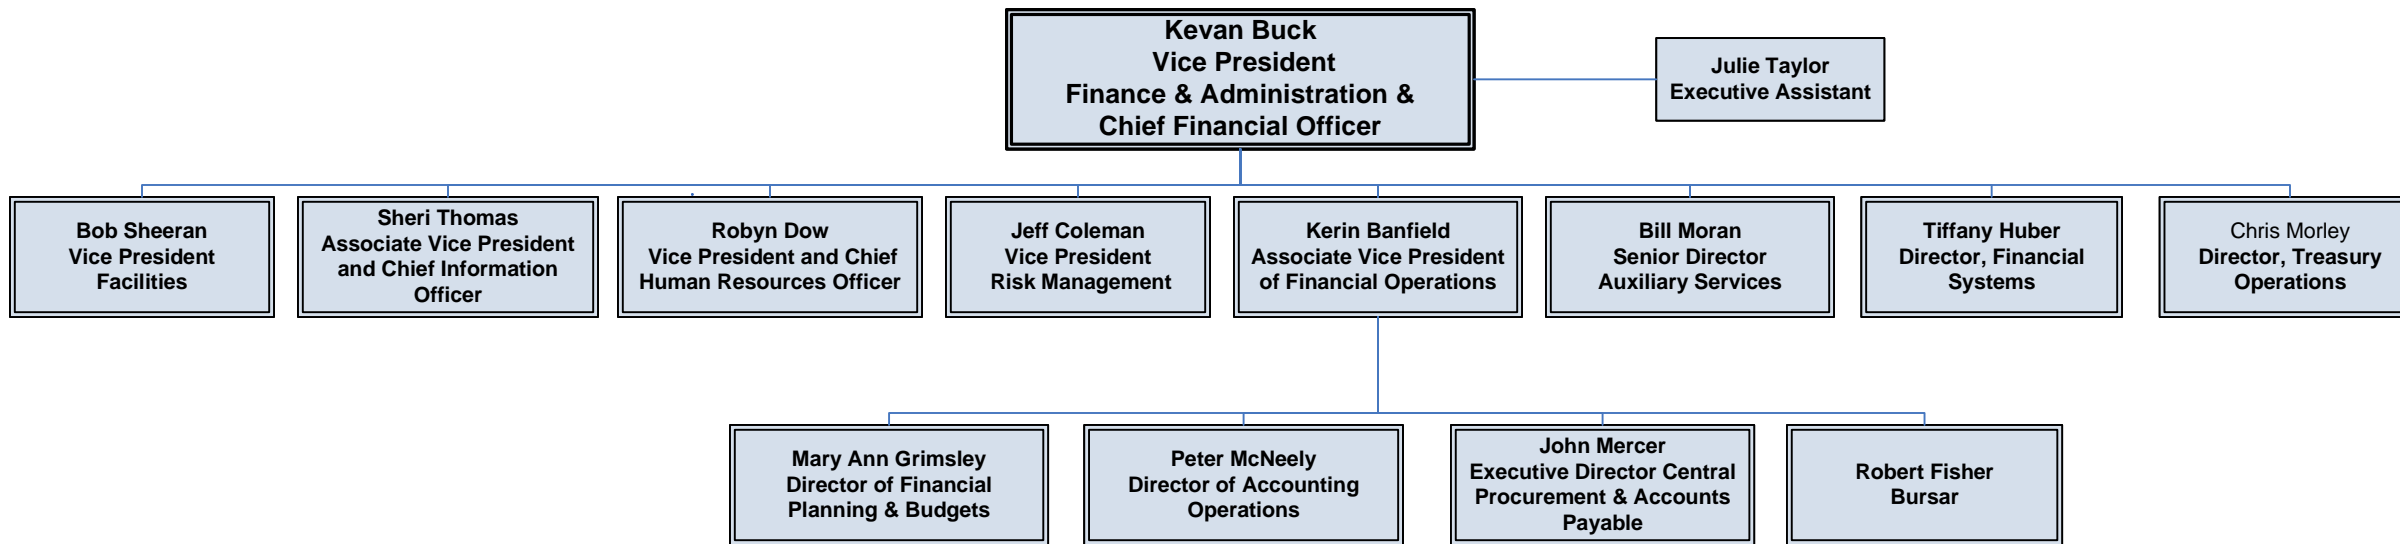 Kevan Buck
Vice President
Finance & Administration &
Chief Financial Officer
Julie Taylor
Executive Assistant
Bob Sheeran
Vice President
Facilities
Sheri Thomas
Associate Vice President
and Chief Information
Officer
Robyn Dow
Vice President and Chief
Human Resources Officer
Jeff Coleman
Vice President
Risk Management
Kerin Banfield
Associate Vice President
of Financial Operations
Bill Moran
Senior Director
Auxiliary Services
Tiffany Huber
Director, Financial
Systems
Chris Morley
Director, Treasury
Operations
Mary Ann Grimsley
Director of Financial
Planning & Budgets
Peter McNeely
Director of Accounting
Operations
John Mercer
Executive Director Central
Procurement & Accounts
Payable
Robert Fisher
Bursar